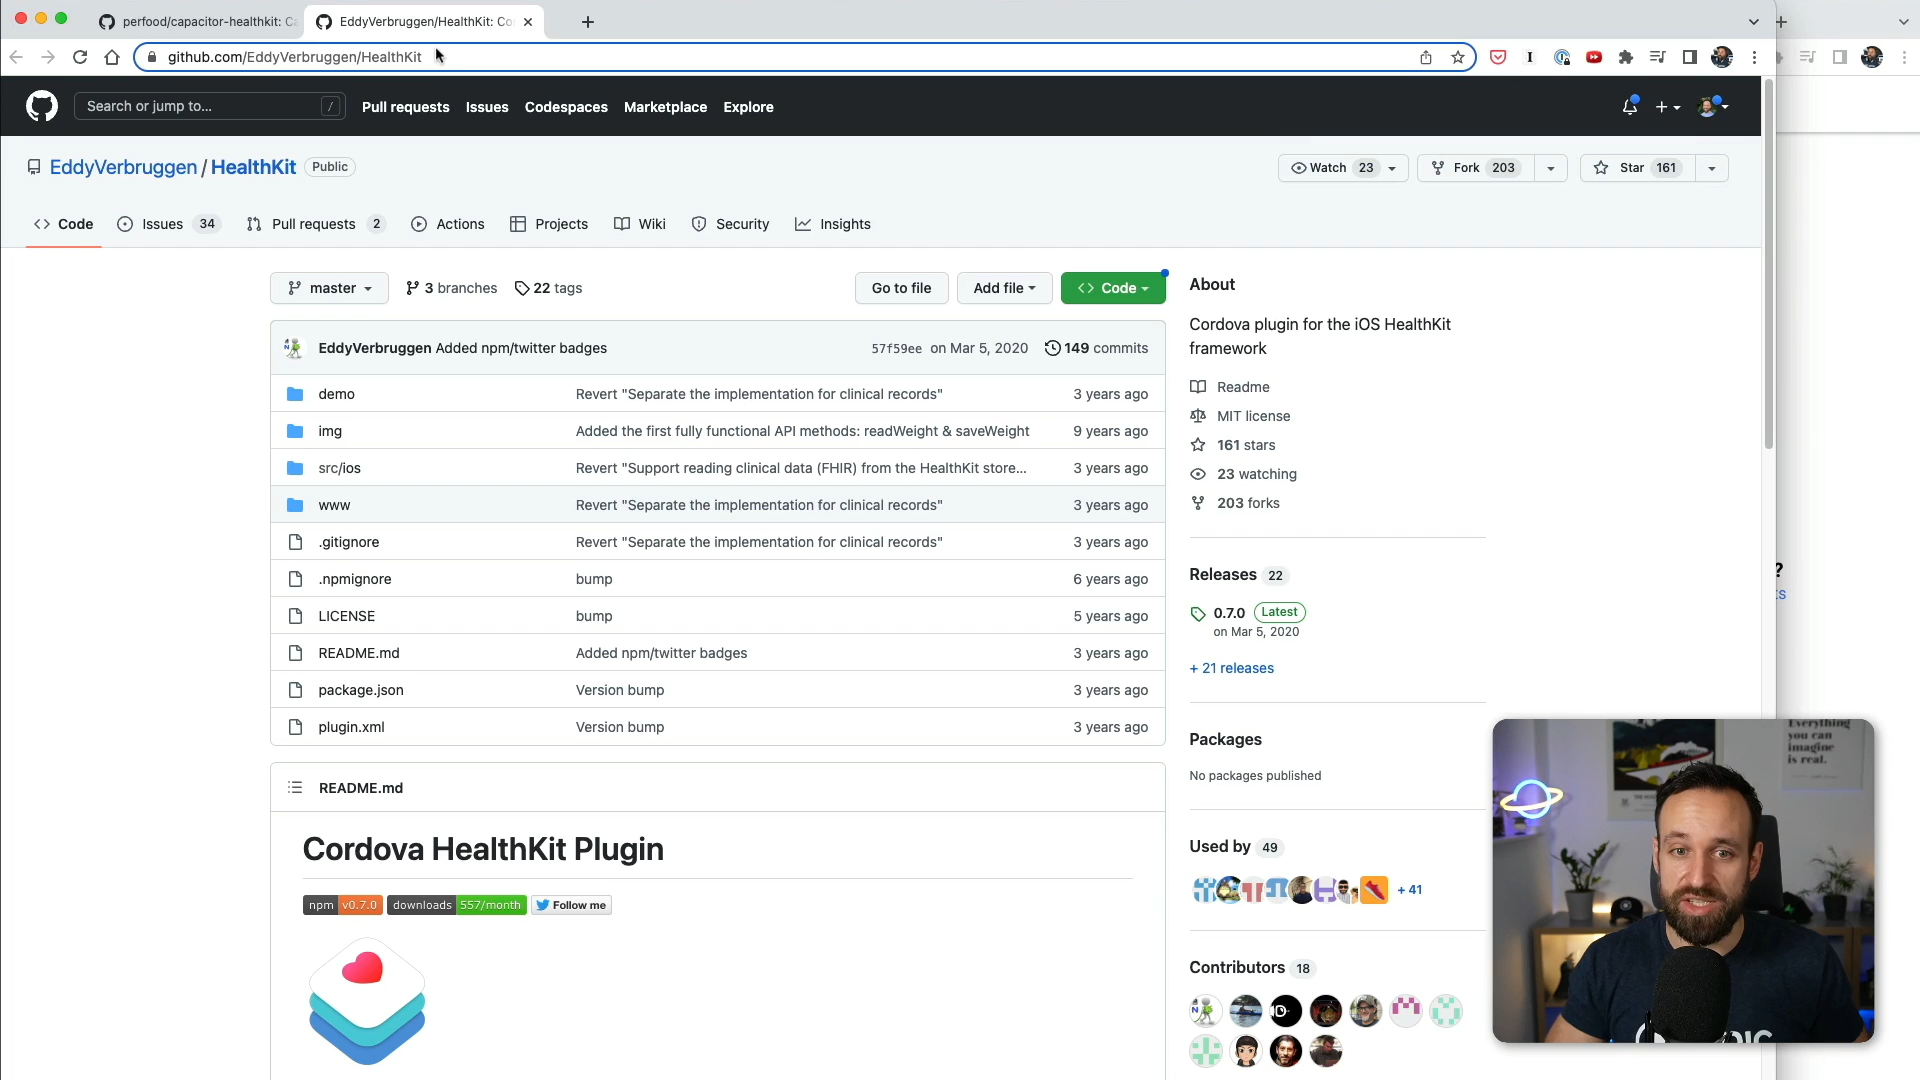 perfood/capacitor-healthkit: Ca
EddyVerbruggen/HealthKit: Co
github.com/EddyVerbruggen/HealthKit
Search or jump to...
/
Pull requests
Issues
Codespaces
Marketplace
Explore
EddyVerbruggen / HealthKit
Public
Watch 23
Fork 203
Star 161
Code
Issues 34
Pull requests 2
Actions
Projects
Wiki
Security
Insights
master
3 branches
22 tags
Go to file
Add file
Code
EddyVerbruggen Added npm/twitter badges
57f59ee on Mar 5, 2020
149 commits
demo Revert "Separate the implementation for clinical records" 3 years ago
img Added the first fully functional API methods: readWeight & saveWeight 9 years ago
src/ios Revert "Support reading clinical data (FHIR) from the HealthKit store... 3 years ago
www Revert "Separate the implementation for clinical records" 3 years ago
.gitignore Revert "Separate the implementation for clinical records" 3 years ago
.npmignore bump 6 years ago
LICENSE bump 5 years ago
README.md Added npm/twitter badges 3 years ago
package.json Version bump 3 years ago
plugin.xml Version bump 3 years ago
README.md
Cordova HealthKit Plugin
npm v0.7.0
downloads 557/month
Follow me
About
Cordova plugin for the iOS HealthKit
framework
Readme
MIT license
161 stars
23 watching
203 forks
Releases 22
0.7.0 Latest
on Mar 5, 2020
+ 21 releases
Packages
No packages published
Used by 49
+ 41
Contributors 18
?
ts
Everything
you can
imagine
is real.